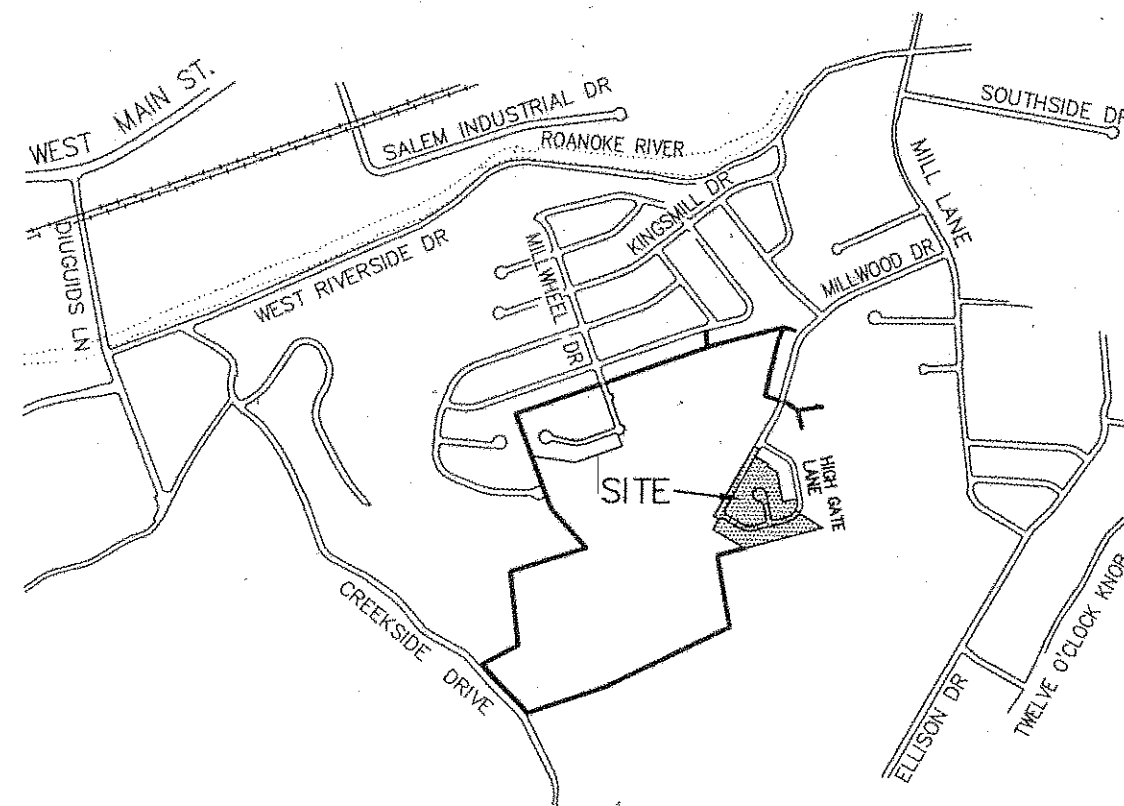 WEST MAIN ST.
SALEM INDUSTRIAL DR
SOUTHSIDE DR
ROANOKE RIVER
MILL LANE
DIUGUIDS LN
KINGSMILL DR
WEST RIVERSIDE DR
MILLWHEEL DR
MILLWOOD DR
SITE
HIGH GATE
LANE
CREEKSIDE DRIVE
ELLISON DR
TWELVE O'CLOCK KNOB